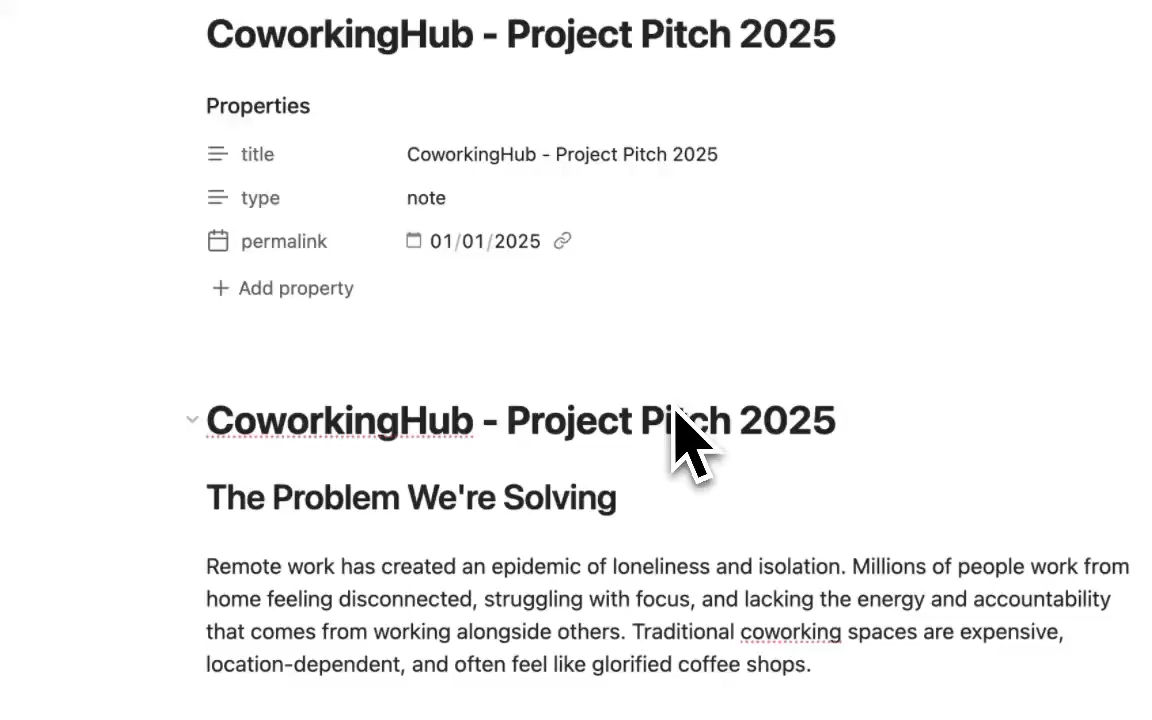 CoworkingHub - Project Pitch 2025
Properties
title CoworkingHub - Project Pitch 2025
type note
permalink 01/01/2025
Add property
CoworkingHub - Project Pitch 2025
The Problem We're Solving
Remote work has created an epidemic of loneliness and isolation. Millions of people work from
home feeling disconnected, struggling with focus, and lacking the energy and accountability
that comes from working alongside others. Traditional coworking spaces are expensive,
location-dependent, and often feel like glorified coffee shops.